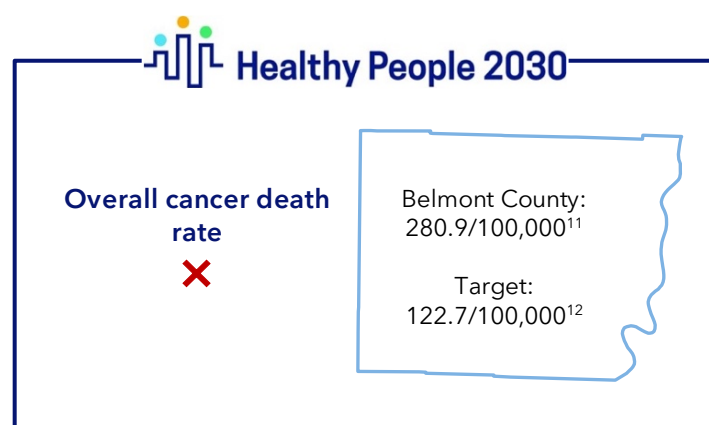 Healthy People 2030
Overall cancer death
rate
Belmont County:
280.9/100,000¹¹
Target:
122.7/100,000¹²